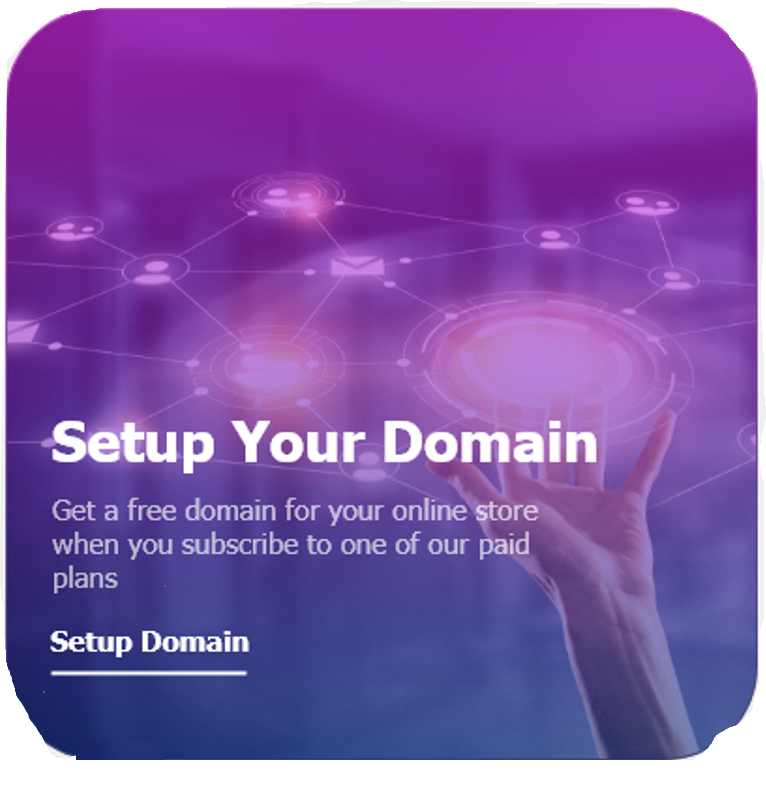 Setup Your Domain
Get a free domain for your online store
when you subscribe to one of our paid
plans
Setup Domain